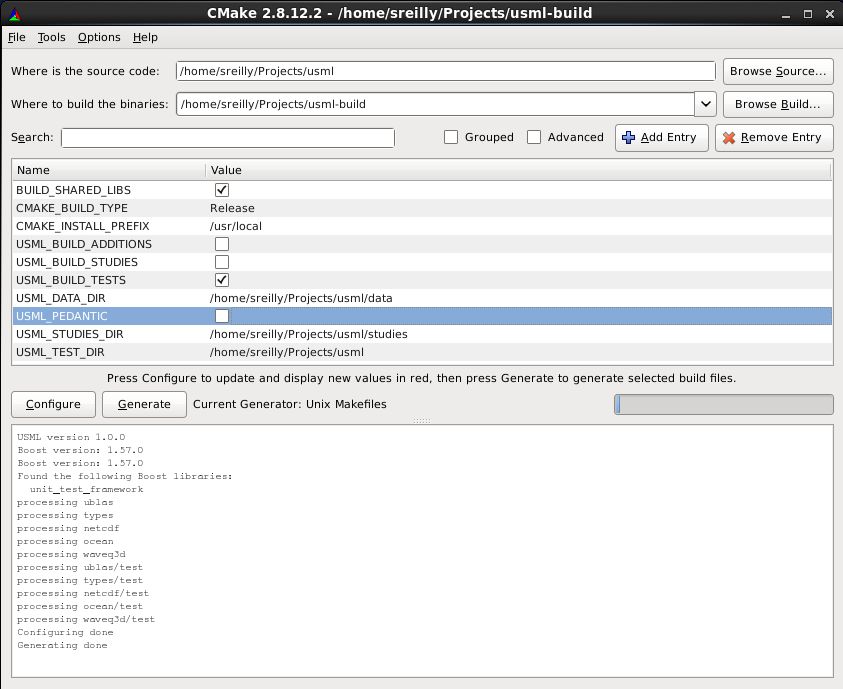 CMake 2.8.12.2 - /home/sreilly/Projects/usml-build
File Tools Options Help
Where is the source code: /home/sreilly/Projects/usml Browse Source...
Where to build the binaries: /home/sreilly/Projects/usml-build Browse Build...
Search: Grouped Advanced Add Entry Remove Entry
Name Value
BUILD_SHARED_LIBS
CMAKE_BUILD_TYPE Release
CMAKE_INSTALL_PREFIX /usr/local
USML_BUILD_ADDITIONS
USML_BUILD_STUDIES
USML_BUILD_TESTS
USML_DATA_DIR /home/sreilly/Projects/usml/data
USML_PEDANTIC
USML_STUDIES_DIR /home/sreilly/Projects/usml/studies
USML_TEST_DIR /home/sreilly/Projects/usml
Press Configure to update and display new values in red, then press Generate to generate selected build files.
Configure Generate Current Generator: Unix Makefiles
USML version 1.0.0
Boost version: 1.57.0
Boost version: 1.57.0
Found the following Boost libraries:
unit_test_framework
processing ublas
processing types
processing netcdf
processing ocean
processing waveq3d
processing ublas/test
processing types/test
processing netcdf/test
processing ocean/test
processing waveq3d/test
Configuring done
Generating done